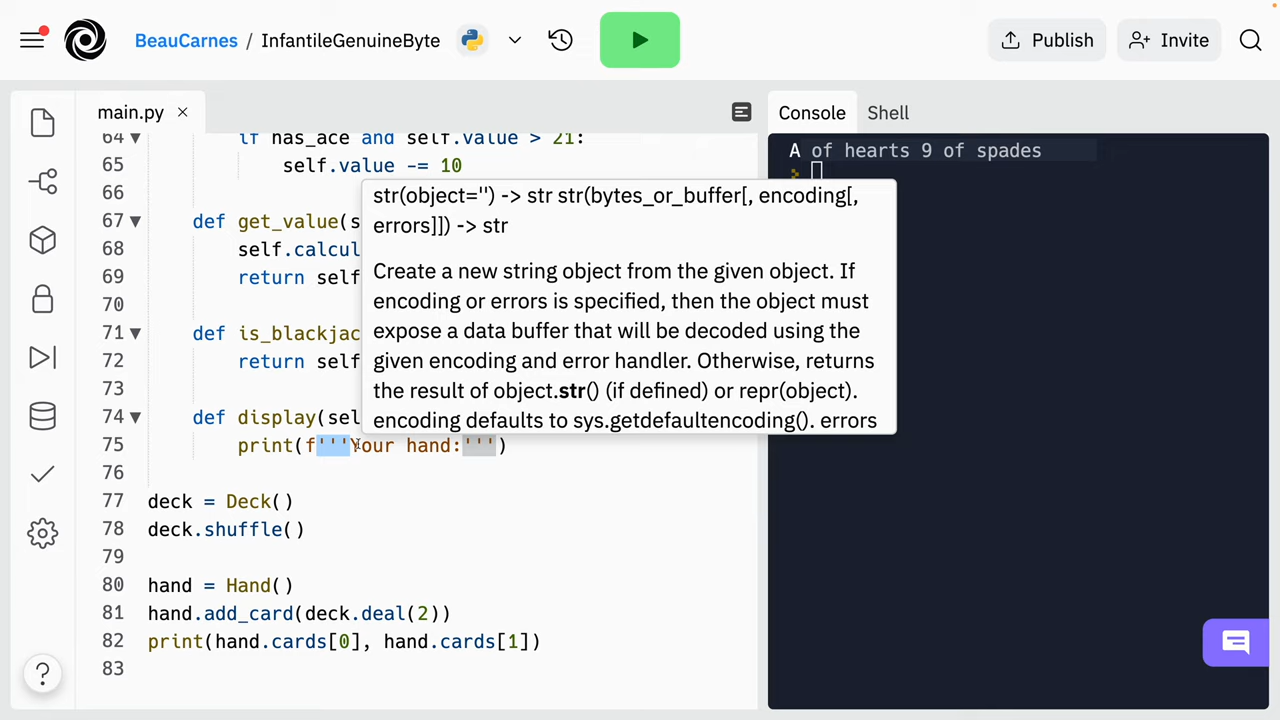 BeauCarnes / InfantileGenuineByte
Publish
Invite
main.py
Console
Shell
64 if has_ace and self.value > 21:
65 self.value -= 10
66
67 def get_value(s
68 self.calcul
69 return self
70
71 def is_blackjac
72 return self
73
74 def display(sel
75 print(f'''Your hand:''')
76
77 deck = Deck()
78 deck.shuffle()
79
80 hand = Hand()
81 hand.add_card(deck.deal(2))
82 print(hand.cards[0], hand.cards[1])
83
str(object='') -> str str(bytes_or_buffer[, encoding[,
errors]]) -> str
Create a new string object from the given object. If
encoding or errors is specified, then the object must
expose a data buffer that will be decoded using the
given encoding and error handler. Otherwise, returns
the result of object.str() (if defined) or repr(object).
encoding defaults to sys.getdefaultencoding(). errors
A of hearts 9 of spades
?